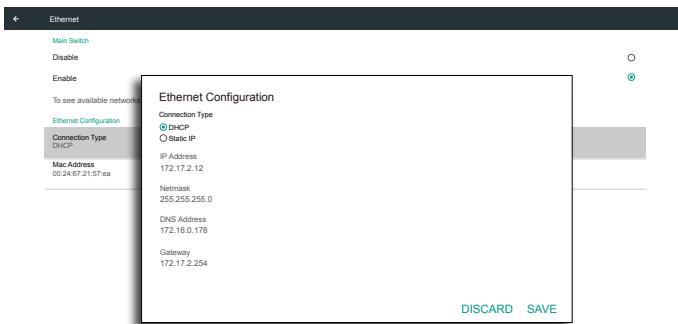 Ethernet
Main Switch
Disable
Enable
To see available networks
Ethernet Configuration
Connection Type
DHCP
Mac Address
00:24:67:21:57:ea
Ethernet Configuration
Connection Type
DHCP
Static IP
IP Address
172.17.2.12
Netmask
255.255.255.0
DNS Address
172.16.0.178
Gateway
172.17.2.254
DISCARD SAVE